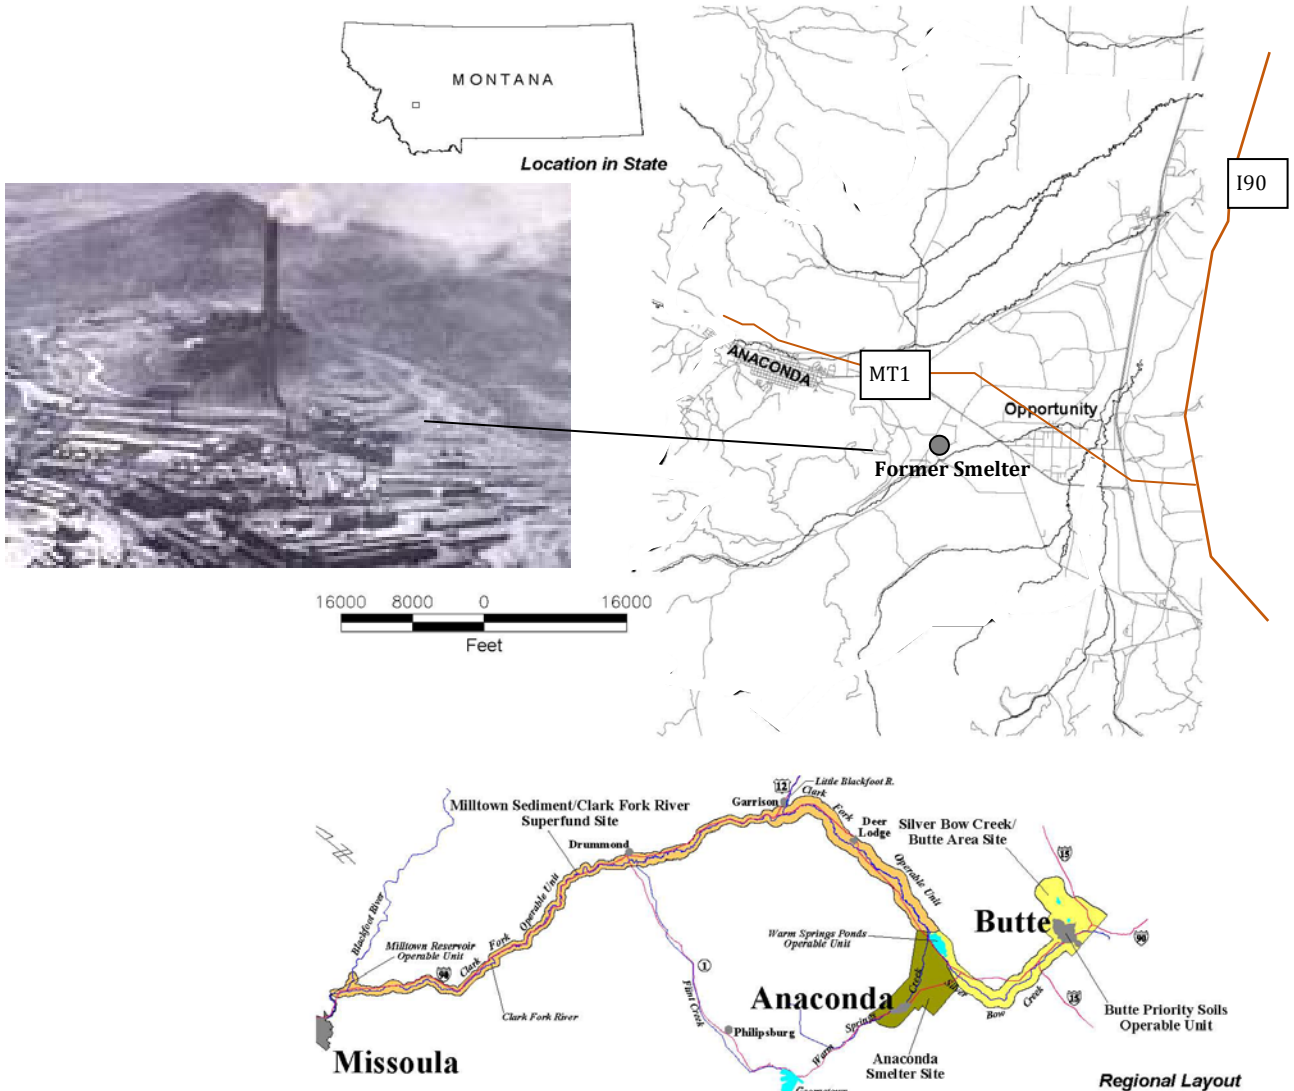 MONTANA
Location in State
I90
ANACONDA
MT1
Opportunity
Former Smelter
16000 8000 0 16000
Feet
12
Little Blackfoot R.
Garrison
Clark
Fork
Milltown Sediment/Clark Fork River
Superfund Site
Deer
Lodge
Silver Bow Creek/
Butte Area Site
Drummond
15
Operable Unit
Operable Unit
Blackfoot River
Butte
Warm Springs Ponds
Operable Unit
90
Fork
Milltown Reservoir
Operable Unit
Clark
90
1
Creek
Silver
Flint Creek
Anaconda
Creek
15
Bow
Springs
Clark Fork River
Butte Priority Soils
Operable Unit
Philipsburg
Warm
Missoula
Anaconda
Smelter Site
Regional Layout